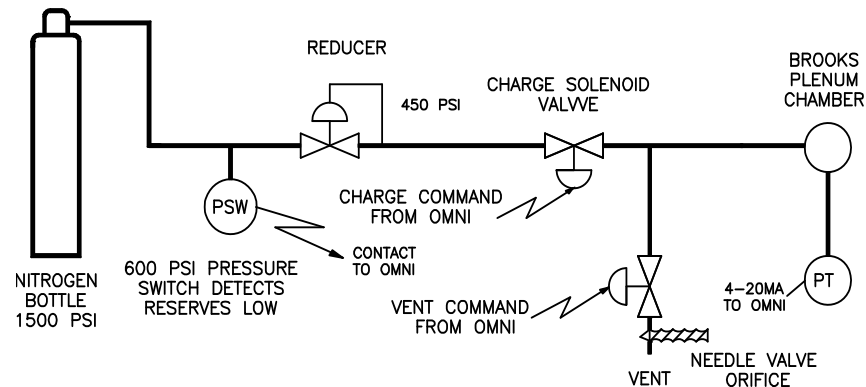 REDUCER
450 PSI
CHARGE SOLENOID
VALVVE
BROOKS
PLENUM
CHAMBER
PSW
CHARGE COMMAND
FROM OMNI
CONTACT
TO OMNI
NITROGEN
BOTTLE
1500 PSI
600 PSI PRESSURE
SWITCH DETECTS
RESERVES LOW
VENT COMMAND
FROM OMNI
4-20MA
TO OMNI
PT
NEEDLE VALVE
ORIFICE
VENT